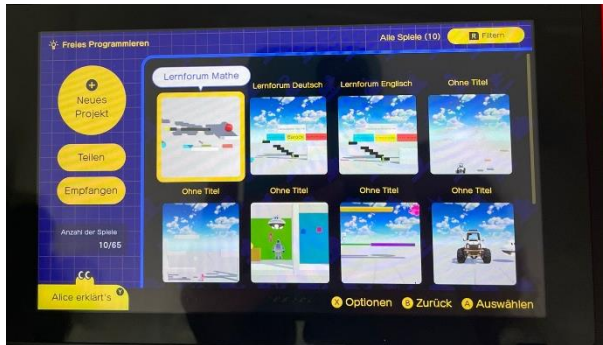 Freies Programmieren
Alle Spiele (10)
R Filtern
Neues
Projekt
Teilen
Empfangen
Anzahl der Spiele
10/65
Alice erklärt's
Y
Lernforum Mathe
Lernforum Deutsch
Lernforum Englisch
Ohne Titel
Ohne Titel
Ohne Titel
Ohne Titel
Ohne Titel
X Optionen
B Zurück
A Auswählen